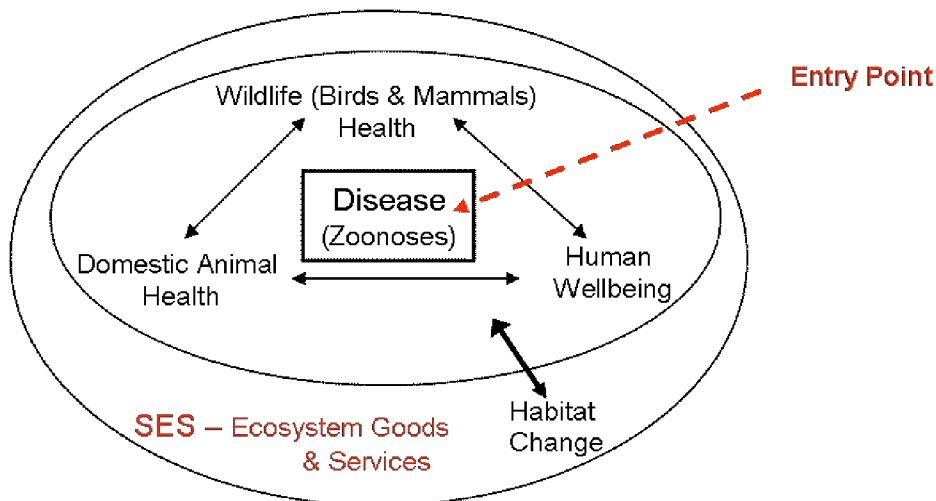 Entry Point
Wildlife (Birds & Mammals)
Health
Disease
(Zoonoses)
Domestic Animal
Health
Human
Wellbeing
Habitat
Change
SES – Ecosystem Goods
& Services